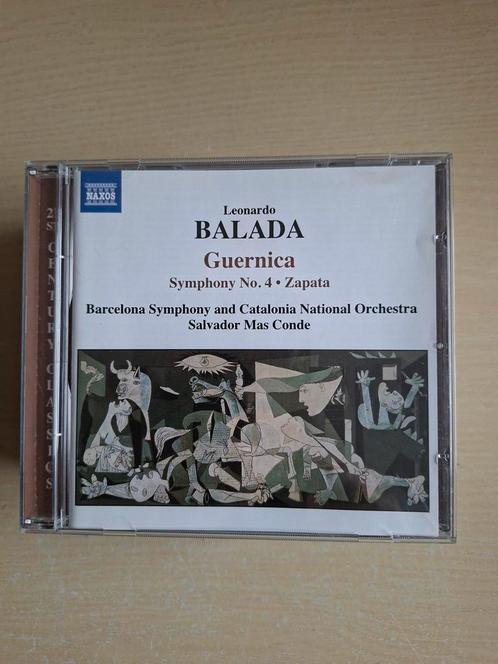 NAXOS
Leonardo
BALADA
Guernica
Symphony No. 4 • Zapata
Barcelona Symphony and Catalonia National Orchestra
Salvador Mas Conde
21ST CENTURY CLASSICS